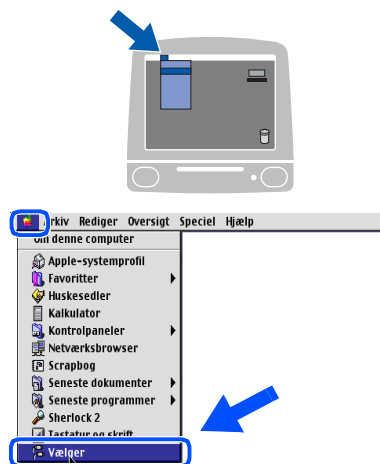 Arkiv Rediger Oversigt Speciel Hjælp
Om denne computer
Apple-systemprofil
Favoritter
Huskesedler
Kalkulator
Kontrolpaneler
Netværksbrowser
Scrapbog
Seneste dokumenter
Seneste programmer
Sherlock 2
Tastatur og skrift
Vælger